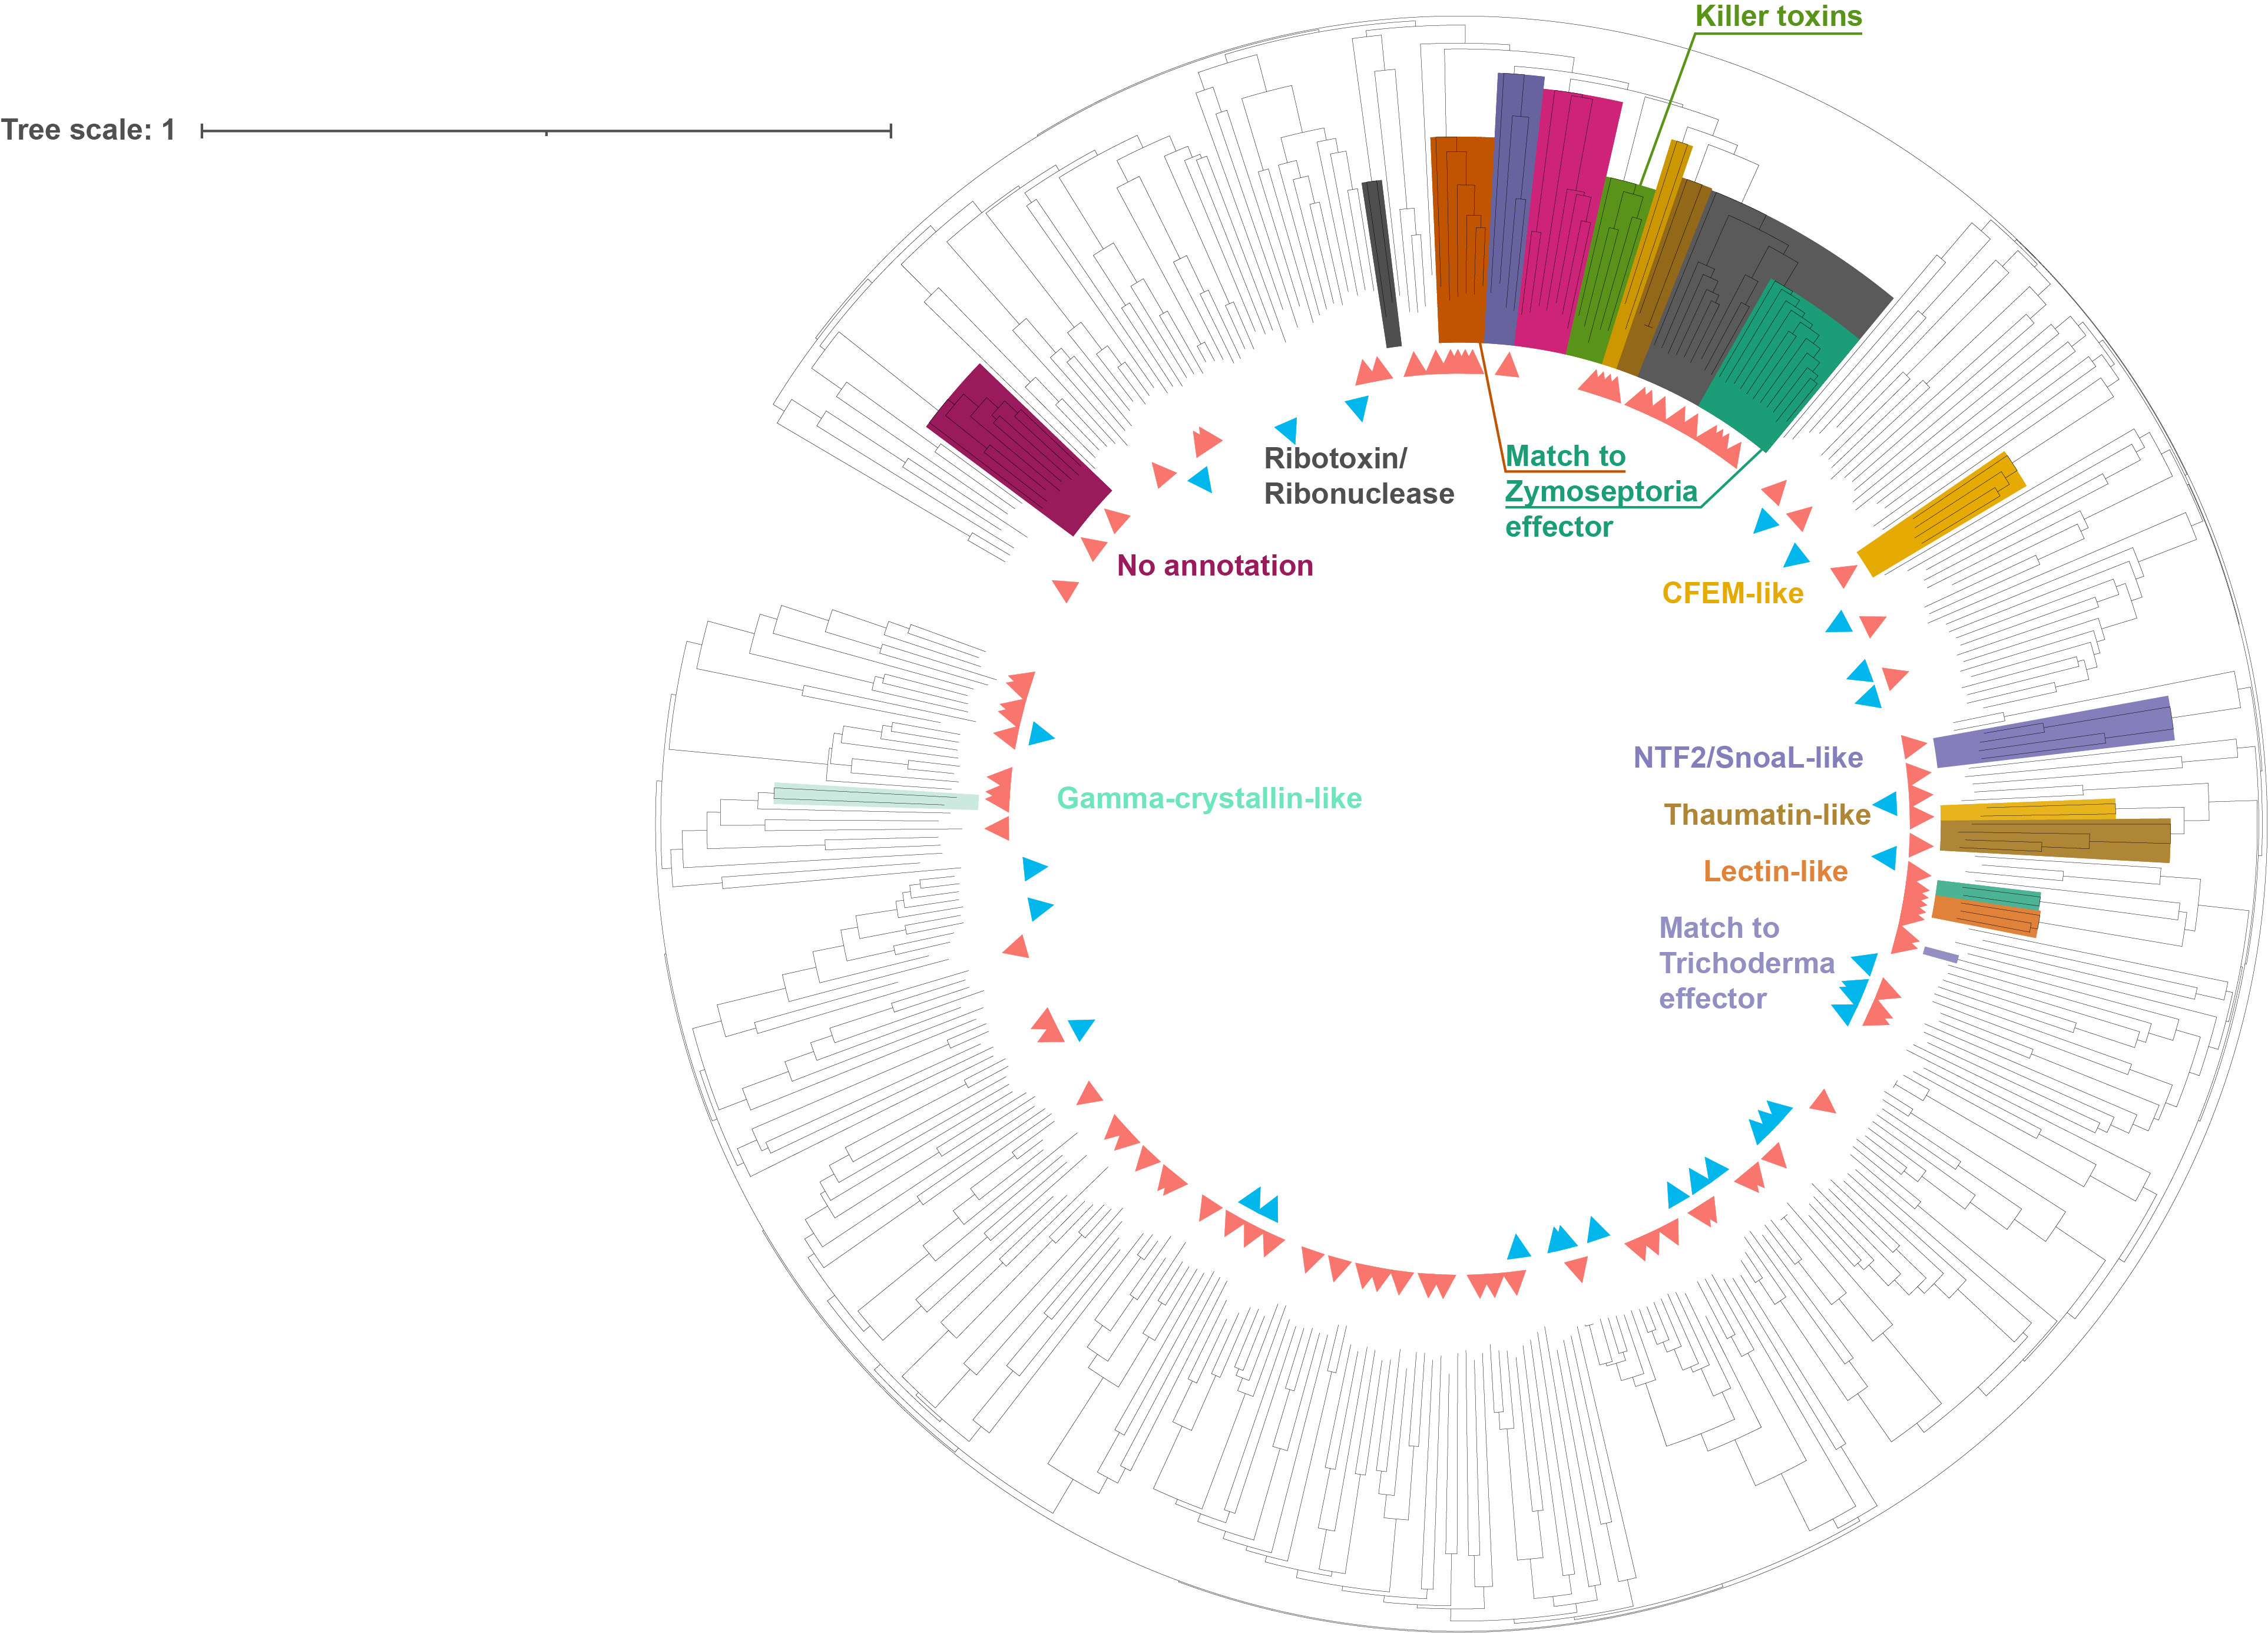 Killer toxins
Tree scale: 1
Ribotoxin/
Ribonuclease
Match to
Zymoseptoria
effector
No annotation
CFEM-like
NTF2/SnoaL-like
Gamma-crystallin-like
Thaumatin-like
Lectin-like
Match to
Trichoderma
effector